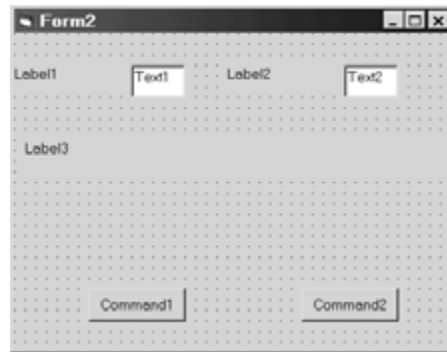 Form2
Label1 Text1 Label2 Text2
Label3
Command1 Command2